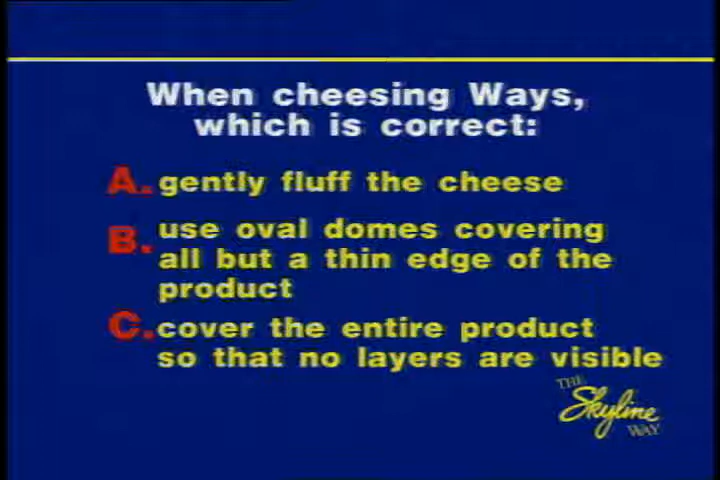 When cheesing Ways,
which is correct:
A. gently fluff the cheese
B. use oval domes covering
all but a thin edge of the
product
C. cover the entire product
so that no layers are visible
THE
Skyline
WAY